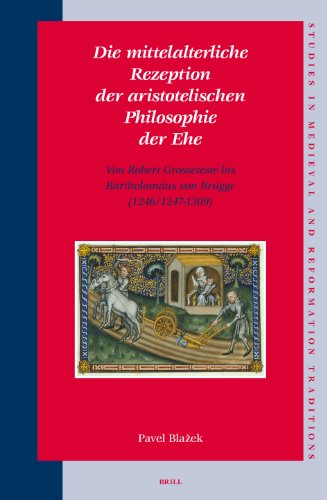 Die mittelalterliche
Rezeption
der aristotelischen
Philosophie
der Ehe
Von Robert Grosseteste bis
Bartholomäus von Brügge
(1246/1247-1309)
Pavel Blažek
BRILL
STUDIES IN MEDIEVAL AND REFORMATION TRADITIONS